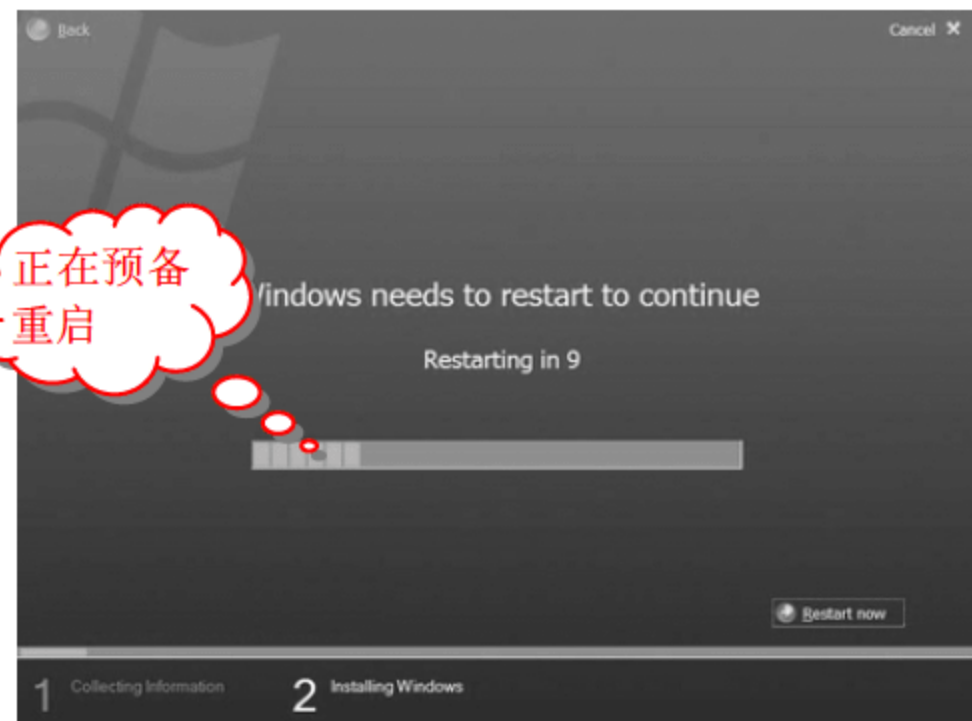 Back
Cancel
正在预备
重启
Windows needs to restart to continue
Restarting in 9
Restart now
1 Collecting Information
2 Installing Windows